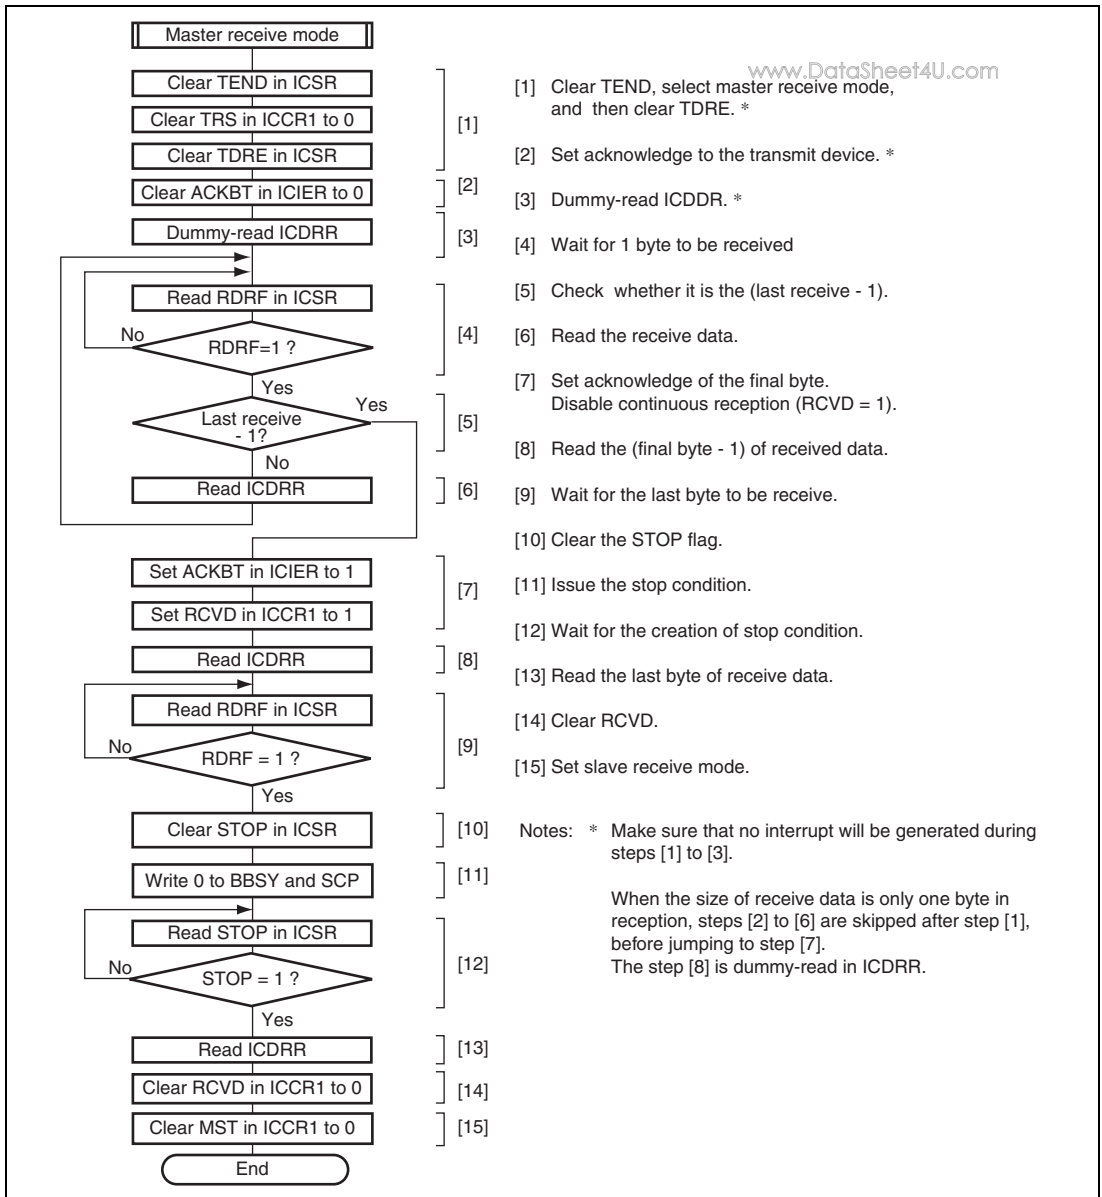 Master receive mode
Clear TEND in ICSR
Clear TRS in ICCR1 to 0
Clear TDRE in ICSR
[1]
Clear ACKBT in ICIER to 0
[2]
Dummy-read ICDRR
[3]
Read RDRF in ICSR
No
RDRF=1 ?
[4]
Yes
Yes
Last receive
- 1?
[5]
No
Read ICDRR
[6]
Set ACKBT in ICIER to 1
[7]
Set RCVD in ICCR1 to 1
Read ICDRR
[8]
Read RDRF in ICSR
No
RDRF = 1 ?
[9]
Yes
Clear STOP in ICSR
[10]
Write 0 to BBSY and SCP
[11]
Read STOP in ICSR
No
STOP = 1 ?
[12]
Yes
Read ICDRR
[13]
Clear RCVD in ICCR1 to 0
[14]
Clear MST in ICCR1 to 0
[15]
End
www.DataSheet4U.com
[1] Clear TEND, select master receive mode,
and then clear TDRE. *
[2] Set acknowledge to the transmit device. *
[3] Dummy-read ICDDR. *
[4] Wait for 1 byte to be received
[5] Check whether it is the (last receive - 1).
[6] Read the receive data.
[7] Set acknowledge of the final byte.
Disable continuous reception (RCVD = 1).
[8] Read the (final byte - 1) of received data.
[9] Wait for the last byte to be receive.
[10] Clear the STOP flag.
[11] Issue the stop condition.
[12] Wait for the creation of stop condition.
[13] Read the last byte of receive data.
[14] Clear RCVD.
[15] Set slave receive mode.
Notes: * Make sure that no interrupt will be generated during
steps [1] to [3].
When the size of receive data is only one byte in
reception, steps [2] to [6] are skipped after step [1],
before jumping to step [7].
The step [8] is dummy-read in ICDRR.